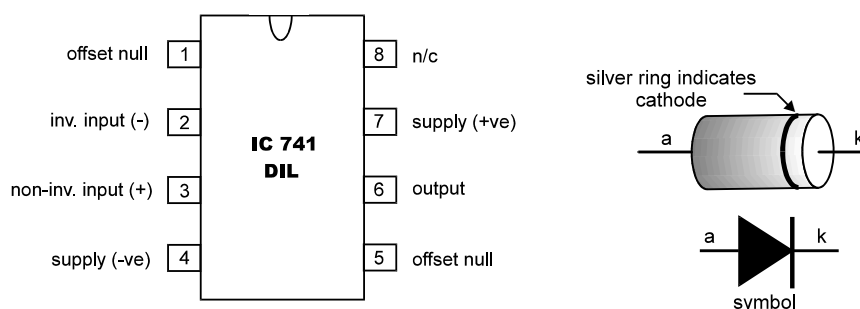 offset null 1 8 n/c
inv. input (-) 2 7 supply (+ve)
IC 741
DIL
non-inv. input (+) 3 6 output
supply (-ve) 4 5 offset null
silver ring indicates
cathode
a k
a k
symbol